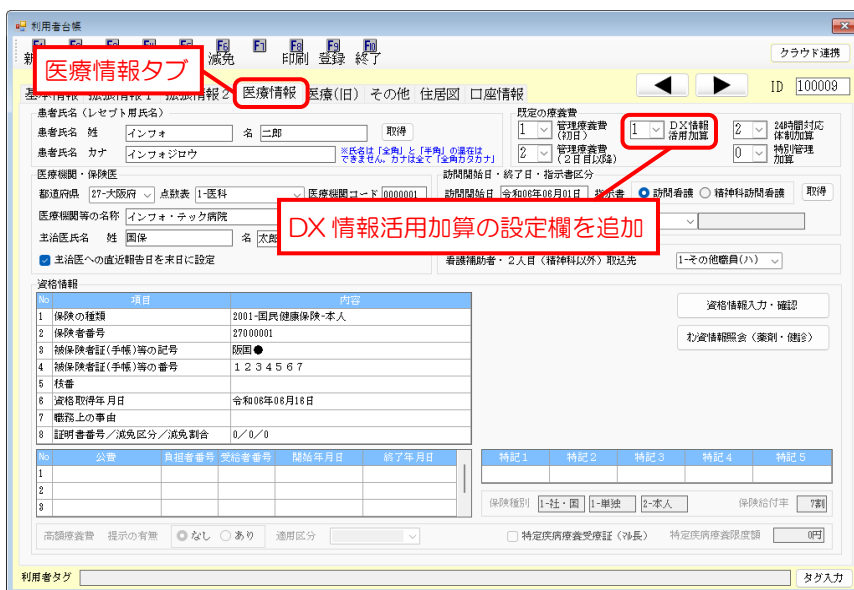 利用者台帳
F6 F7 F8 F9 F10
減免 印刷 登録 終了
クラウド連携
医療情報タブ
医療情報 医療(旧) その他 住居図 口座情報
ID 100009
患者氏名(レセプト用氏名)
患者氏名 姓 インフォ 名 二郎 取得
患者氏名 カナ インフォジロウ
※氏名は「全角」と「半角」の混在はできません。カナは全て「全角カタカナ」
既定の療養費
1 管理療養費(初日) 1 DX情報活用加算 2 24時間対応体制加算
2 管理療養費(2日目以降) 0 特別管理加算
医療機関・保険医
都道府県 27-大阪府 点数表 1-医科 医療機関コード 0000001
医療機関等の名称 インフォ・テック病院
主治医氏名 姓 国保 名 太郎
主治医への直近報告日を末日に設定
訪問開始日・終了日・指示書区分
訪問開始日 令和06年06月01日 指示書 訪問看護 精神科訪問看護 取得
DX情報活用加算の設定欄を追加
看護補助者・2人目(精神科以外)取込先 1-その他職員(ハ)
資格情報
No 項目 内容
1 保険の種類 2001-国民健康保険-本人
2 保険者番号 27000001
3 被保険者証(手帳)等の記号 阪国●
4 被保険者証(手帳)等の番号 1234567
5 枝番
6 資格取得年月日 令和06年06月16日
7 職務上の事由
8 証明書番号/減免区分/減免割合 0/0/0
資格情報入力・確認
ｵﾝ資情報照会(薬剤・健診)
No 公費 負担者番号 受給者番号 開始年月日 終了年月日
1
2
3
特記1 特記2 特記3 特記4 特記5
保険種別 1-社・国 1-単独 2-本人 保険給付率 7割
高額療養費 提示の有無 なし あり 適用区分
特定疾病療養受療証(ﾏﾙ長) 特定疾病療養限度額 0円
利用者タグ タグ入力